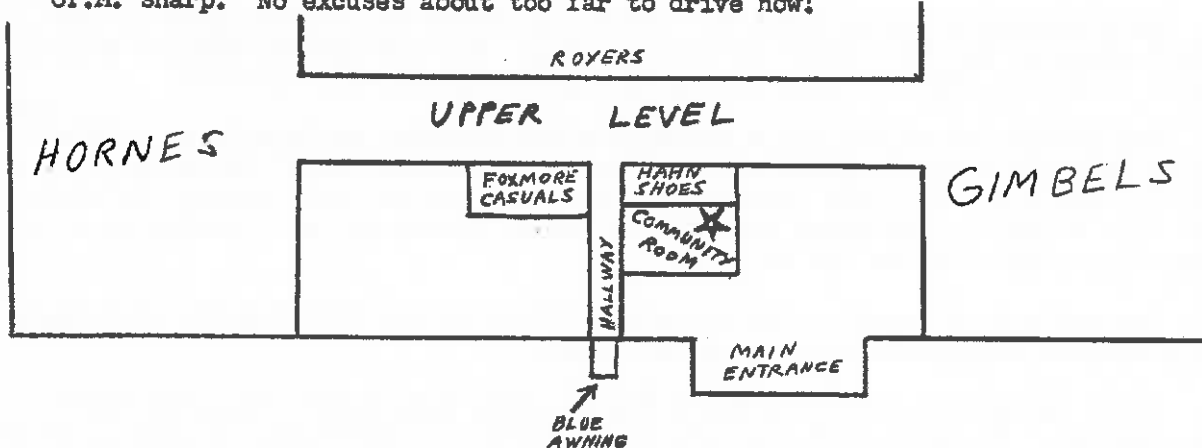 sharp. No excuses about too far to drive now!
ROYERS
UPPER LEVEL
HORNES
GIMBELS
FOXMORE
CASUALS
HAHN
SHOES
COMMUNITY
ROOM
HALLWAY
MAIN
ENTRANCE
BLUE
AWNING